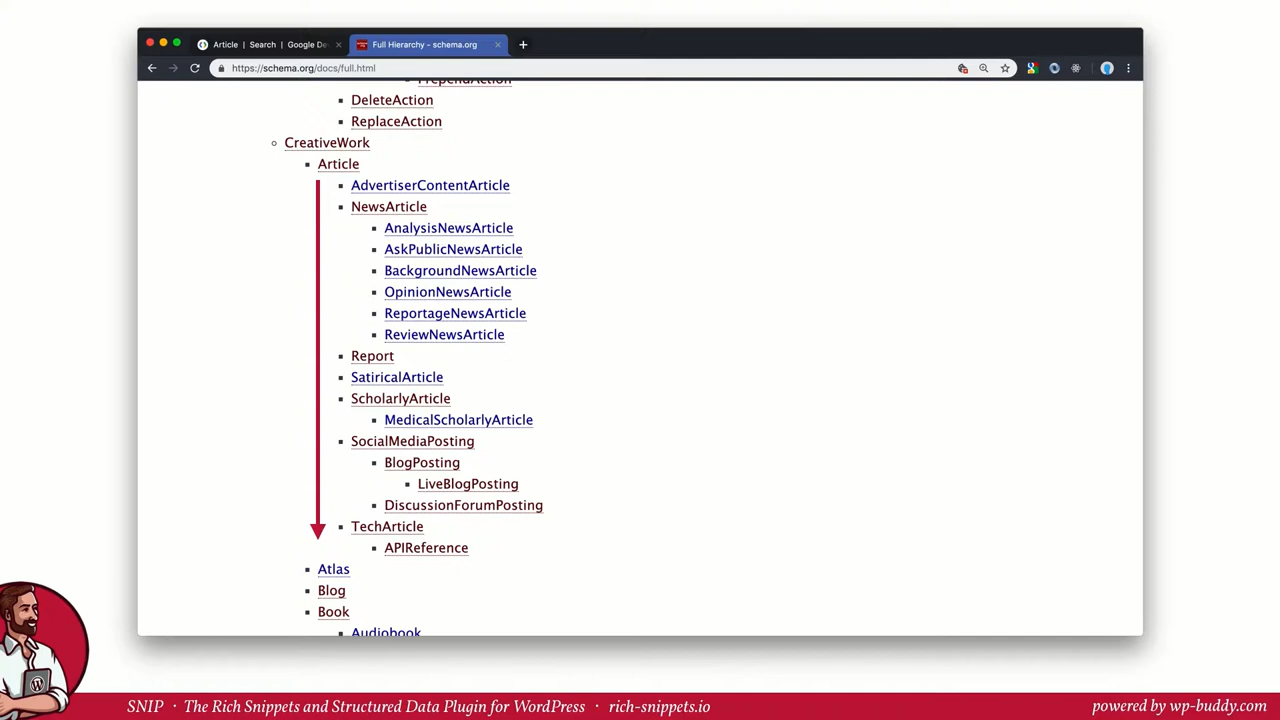 Article | Search | Google De
Full Hierarchy – schema.org
https://schema.org/docs/full.html
PrependAction
DeleteAction
ReplaceAction
CreativeWork
Article
AdvertiserContentArticle
NewsArticle
AnalysisNewsArticle
AskPublicNewsArticle
BackgroundNewsArticle
OpinionNewsArticle
ReportageNewsArticle
ReviewNewsArticle
Report
SatiricalArticle
ScholarlyArticle
MedicalScholarlyArticle
SocialMediaPosting
BlogPosting
LiveBlogPosting
DiscussionForumPosting
TechArticle
APIReference
Atlas
Blog
Book
Audiobook
SNIP · The Rich Snippets and Structured Data Plugin for WordPress · rich-snippets.io
powered by wp-buddy.com